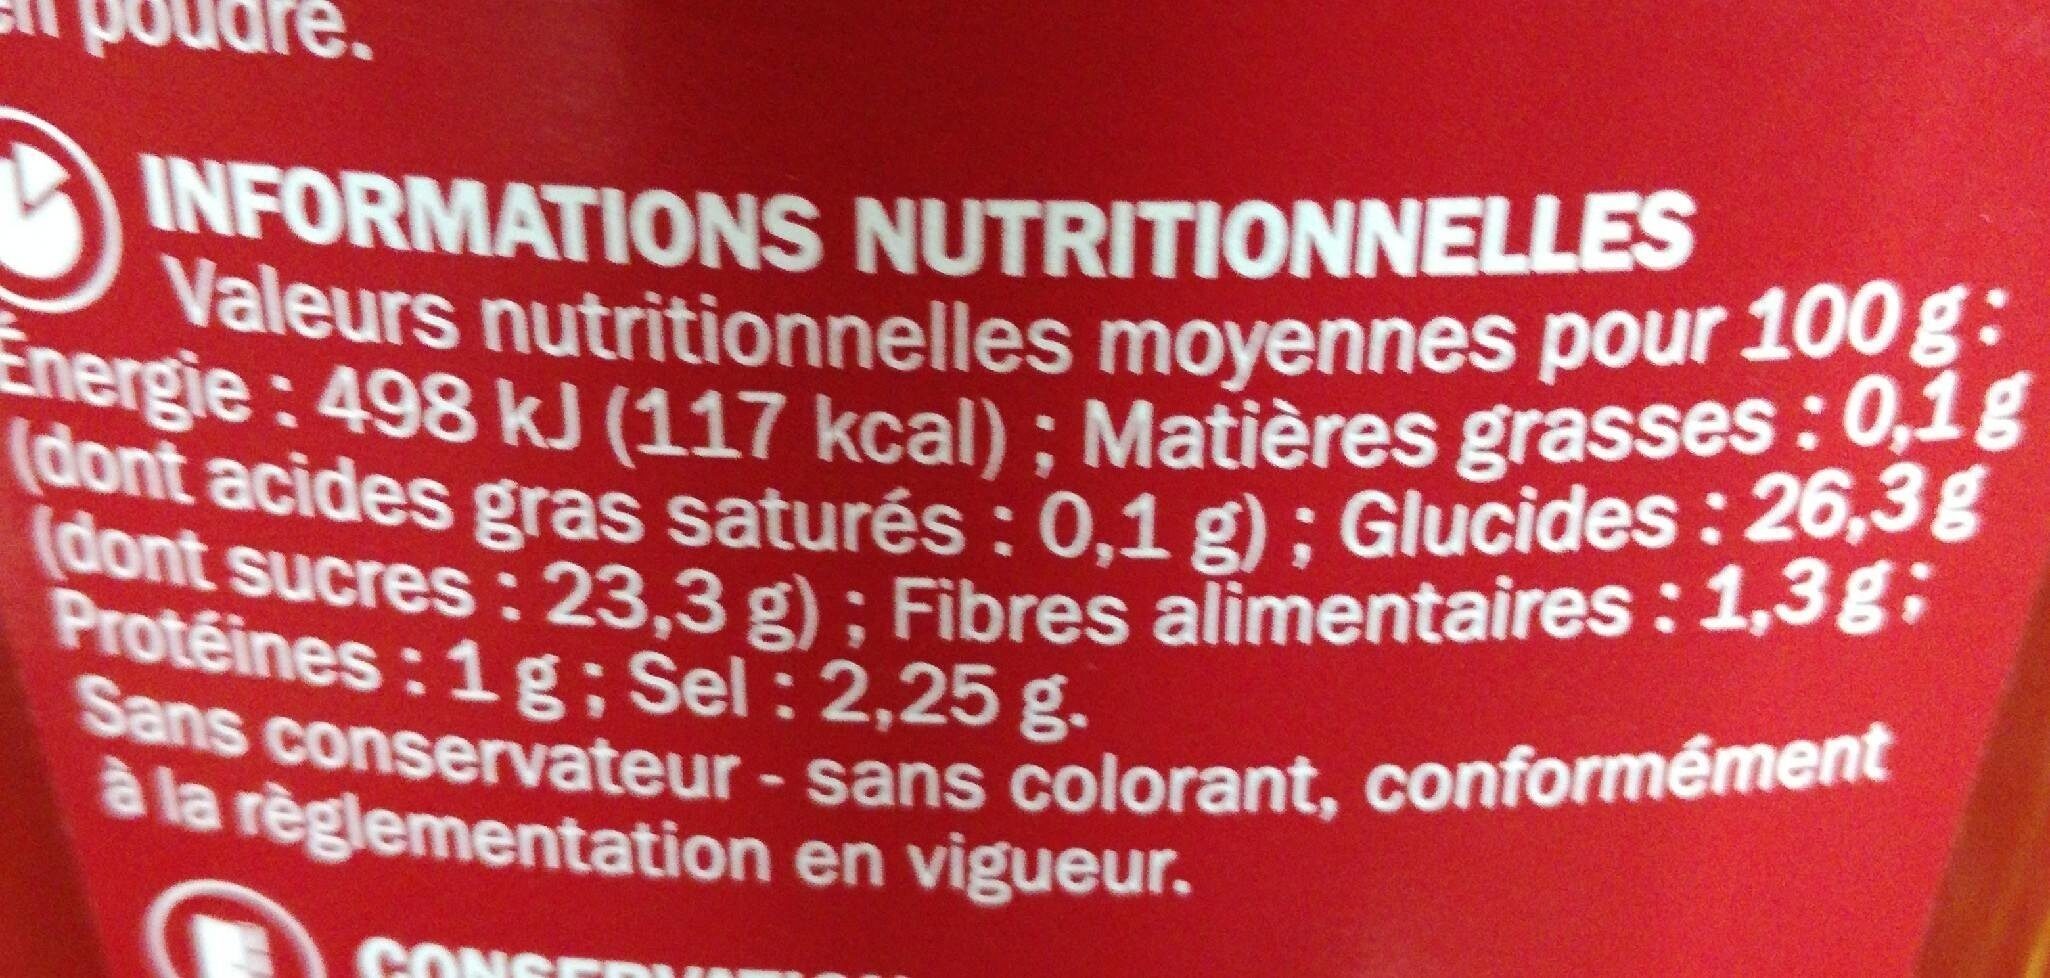 en poudre.
INFORMATIONS NUTRITIONNELLES
Valeurs nutritionnelles moyennes pour 100 g :
Énergie : 498 kJ (117 kcal) ; Matières grasses : 0,1 g
(dont acides gras saturés : 0,1 g) ; Glucides : 26,3 g
(dont sucres : 23,3 g) ; Fibres alimentaires : 1,3 g ;
Protéines : 1 g ; Sel : 2,25 g.
Sans conservateur - sans colorant, conformément
à la règlementation en vigueur.